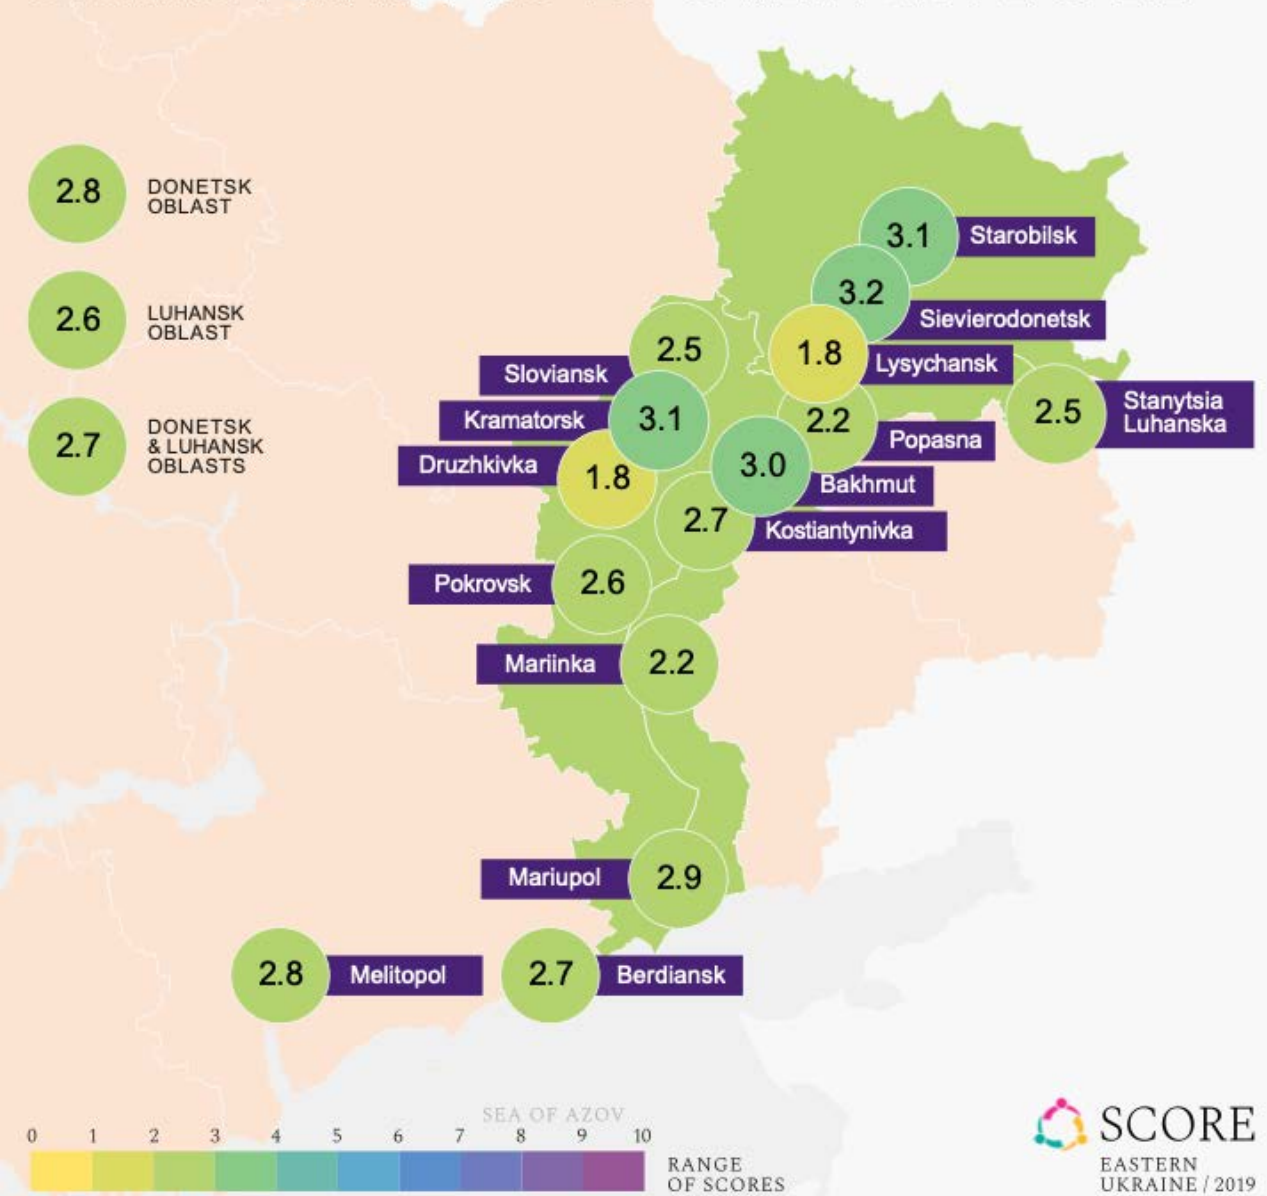 2.8
DONETSK
OBLAST
2.6
LUHANSK
OBLAST
2.7
DONETSK
& LUHANSK
OBLASTS
3.1
Starobilsk
3.2
Sievierodonetsk
2.5
Sloviansk
1.8
Lysychansk
3.1
Kramatorsk
2.2
Popasna
2.5
Stanytsia
Luhanska
1.8
Druzhkivka
3.0
Bakhmut
2.7
Kostiantynivka
2.6
Pokrovsk
2.2
Mariinka
2.9
Mariupol
2.8
Melitopol
2.7
Berdiansk
SEA OF AZOV
0 1 2 3 4 5 6 7 8 9 10
RANGE
OF SCORES
SCORE
EASTERN
UKRAINE / 2019